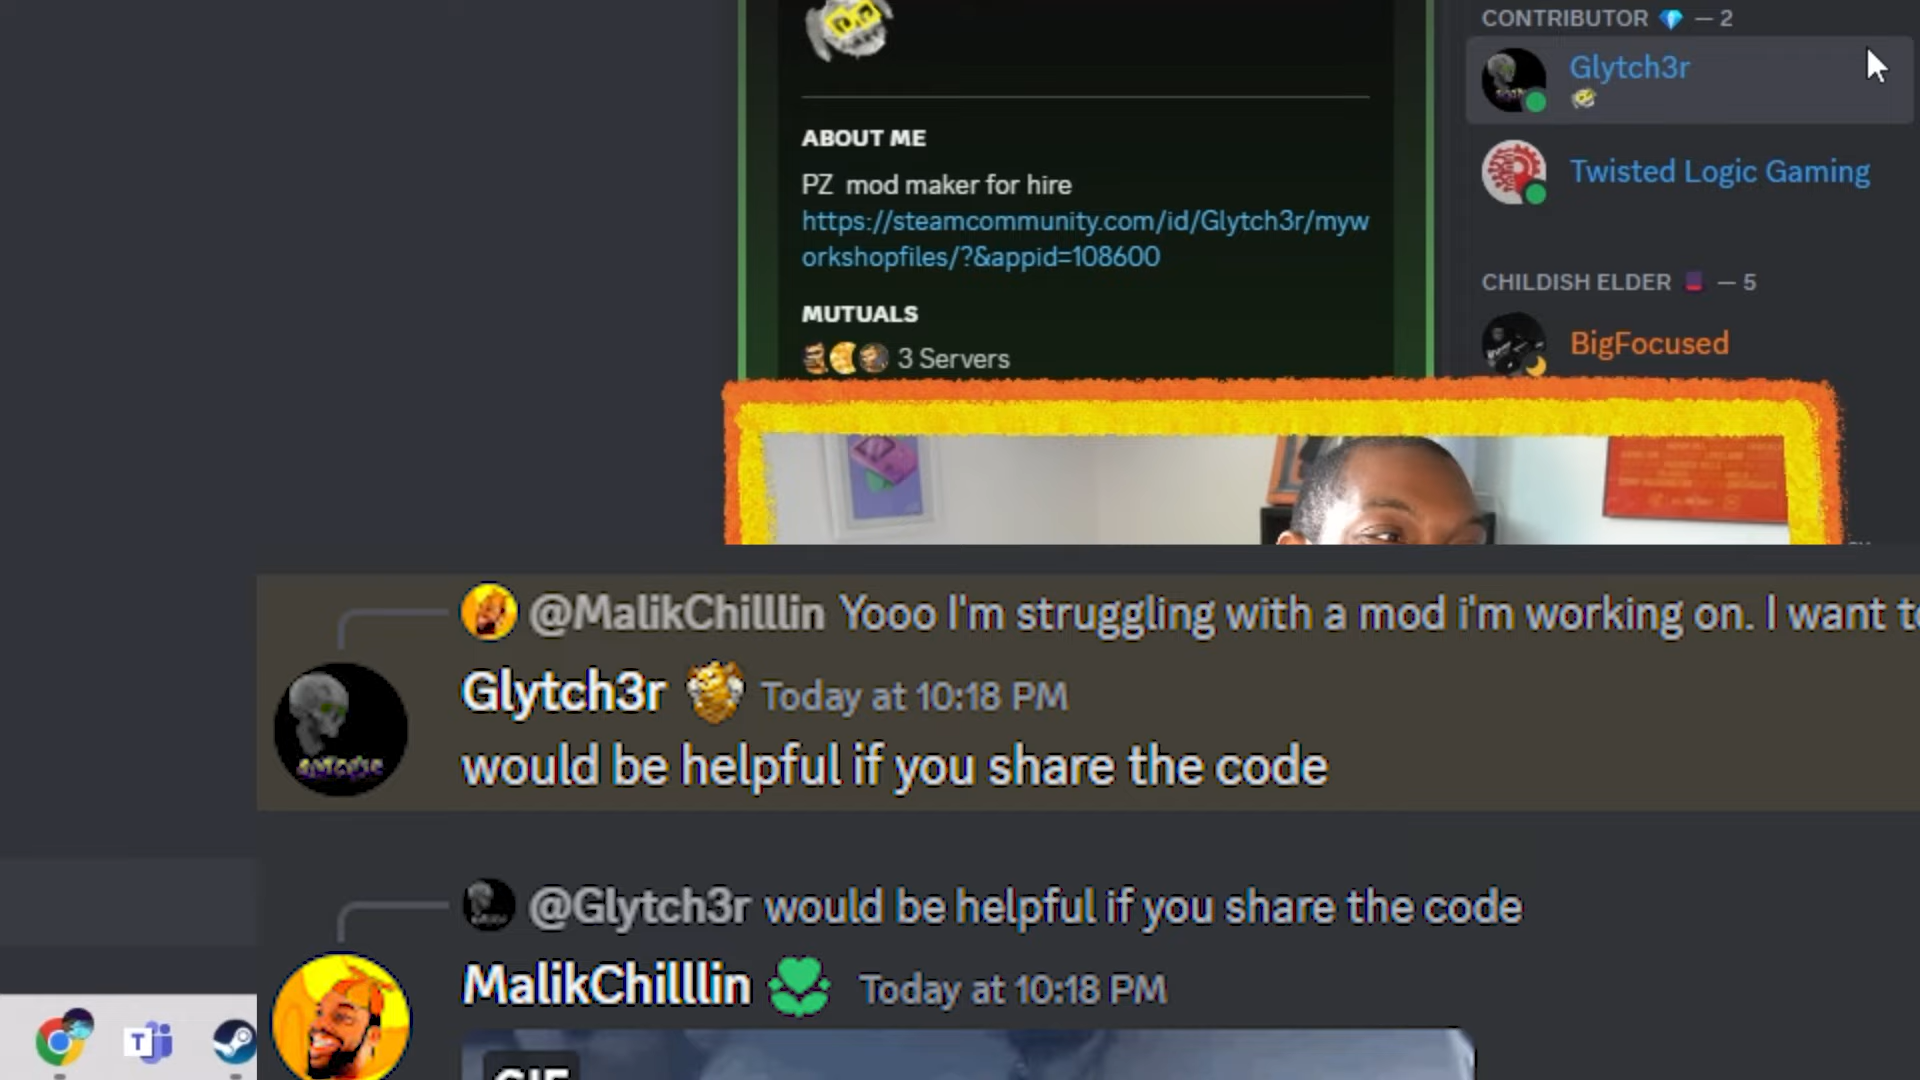 CONTRIBUTOR — 2
Glytch3r
Twisted Logic Gaming
ABOUT ME
PZ mod maker for hire
https://steamcommunity.com/id/Glytch3r/myw
orkshopfiles/?&appid=108600
MUTUALS
3 Servers
CHILDISH ELDER — 5
BigFocused
@MalikChilllin Yooo I'm struggling with a mod i'm working on. I want to
Glytch3r Today at 10:18 PM
would be helpful if you share the code
@Glytch3r would be helpful if you share the code
MalikChilllin Today at 10:18 PM
GIF